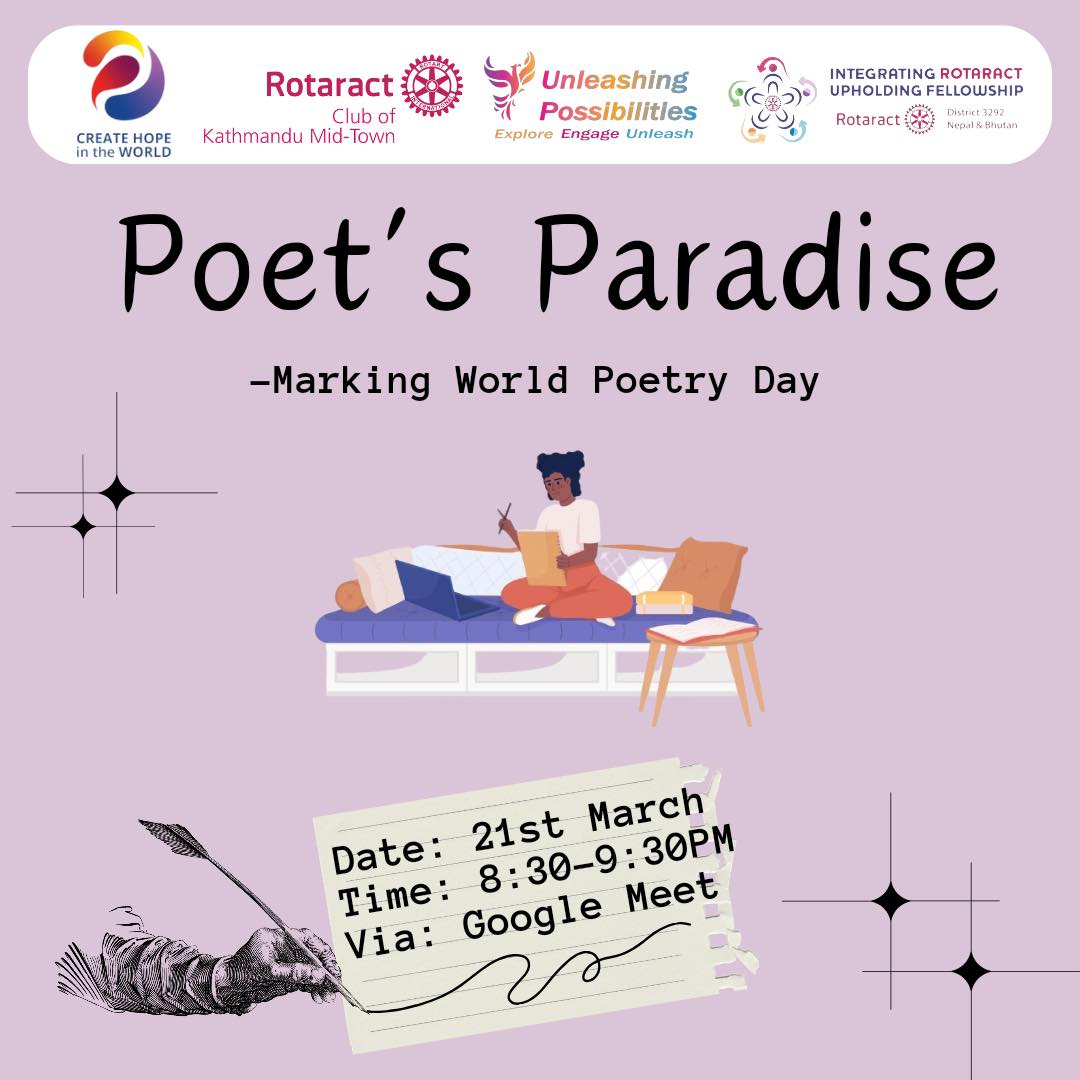 CREATE HOPE
in the WORLD
Rotaract
Club of
Kathmandu Mid-Town
ROTARY
INTERNATIONAL
Unleashing
Possibilities
Explore Engage Unleash
INTEGRATING ROTARACT
UPHOLDING FELLOWSHIP
Rotaract
District 3292
Nepal & Bhutan
Poet's Paradise
-Marking World Poetry Day
Date: 21st March
Time: 8:30-9:30PM
Via: Google Meet